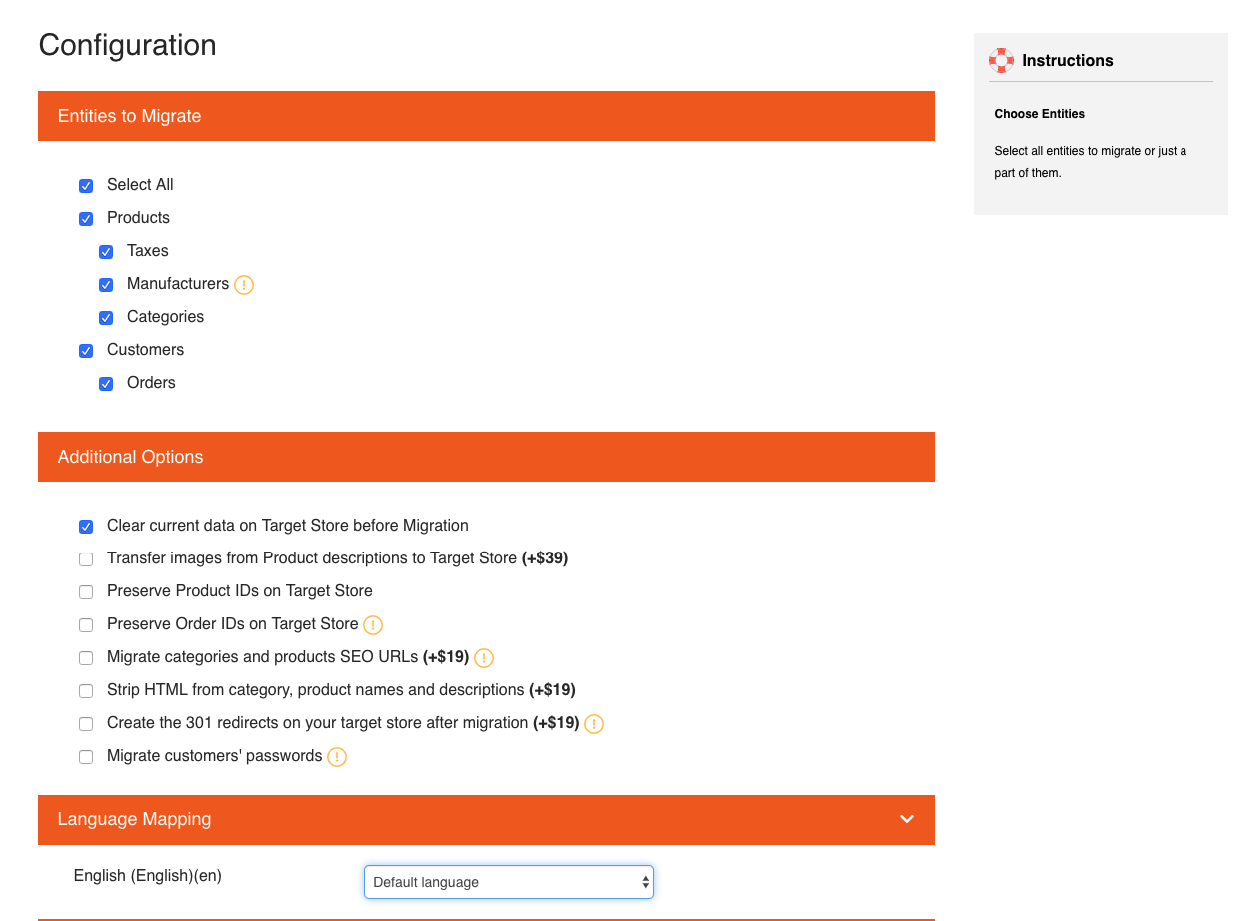 Configuration
Entities to Migrate
Select All
Products
Taxes
Manufacturers
Categories
Customers
Orders
Additional Options
Clear current data on Target Store before Migration
Transfer images from Product descriptions to Target Store (+$39)
Preserve Product IDs on Target Store
Preserve Order IDs on Target Store
Migrate categories and products SEO URLs (+$19)
Strip HTML from category, product names and descriptions (+$19)
Create the 301 redirects on your target store after migration (+$19)
Migrate customers' passwords
Language Mapping
English (English)(en)
Default language
Instructions
Choose Entities
Select all entities to migrate or just a
part of them.